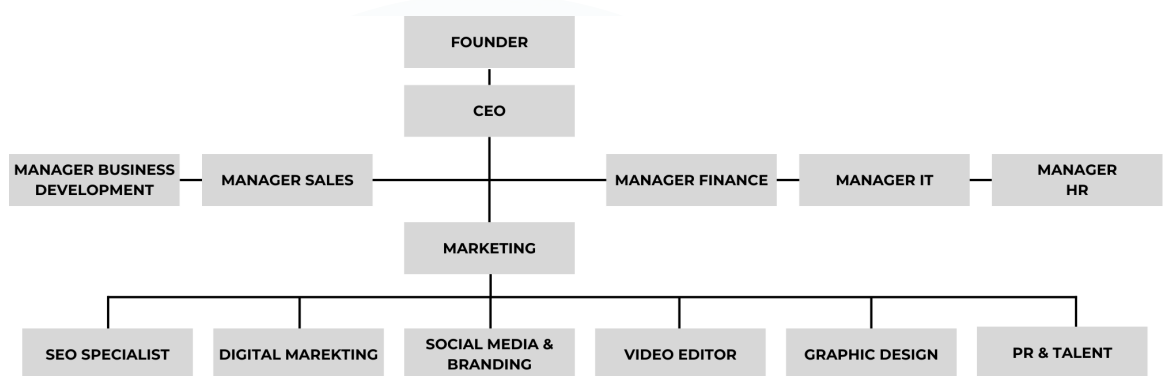 FOUNDER
CEO
MANAGER BUSINESS
DEVELOPMENT
MANAGER SALES
MANAGER FINANCE
MANAGER IT
MANAGER
HR
MARKETING
SEO SPECIALIST
DIGITAL MAREKTING
SOCIAL MEDIA &
BRANDING
VIDEO EDITOR
GRAPHIC DESIGN
PR & TALENT